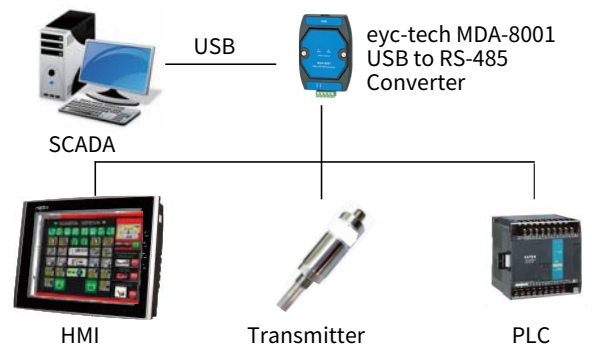 USB
eyc-tech MDA-8001
USB to RS-485
Converter
SCADA
HMI
Transmitter
PLC